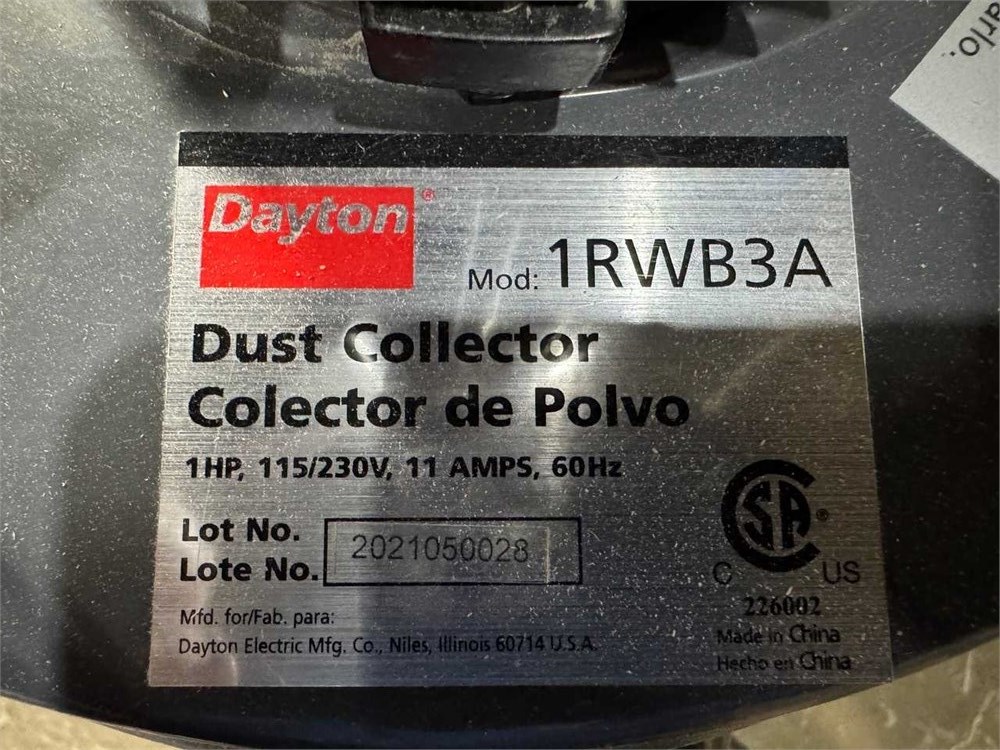 arlo.
Dayton®
Mod: 1RWB3A
Dust Collector
Colector de Polvo
1HP, 115/230V, 11 AMPS, 60Hz
Lot No.
Lote No.
2021050028
Mfd. for/Fab. para:
Dayton Electric Mfg. Co., Niles, Illinois 60714 U.S.A.
SA®
C US
226002
Made in China
Hecho en China